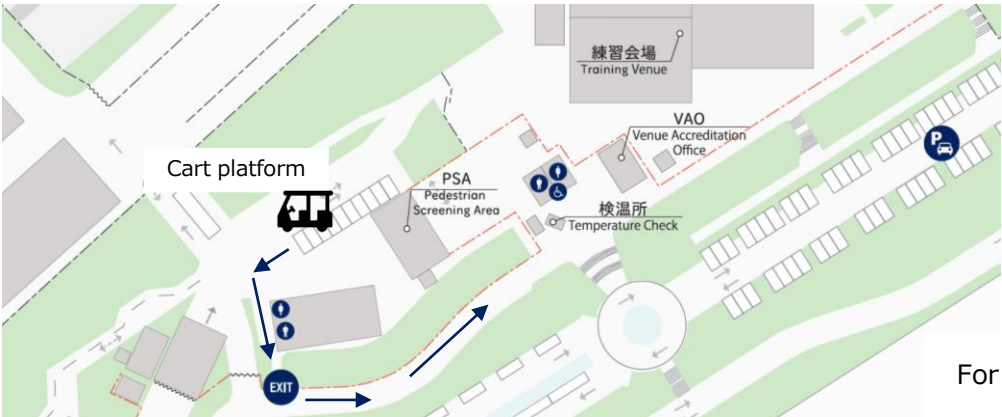 練習会場
Training Venue
VAO
Venue Accreditation
Office
P
Cart platform
PSA
Pedestrian
Screening Area
検温所
Temperature Check
EXIT
For